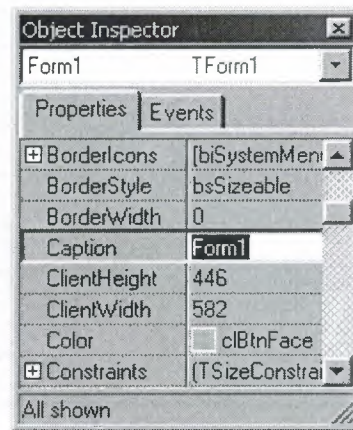 Object Inspector
Form1 TForm1
Properties Events
BorderIcons [biSystemMen
BorderStyle bsSizeable
BorderWidth 0
Caption Form1
ClientHeight 446
ClientWidth 582
Color clBtnFace
Constraints (TSizeConstrai
All shown